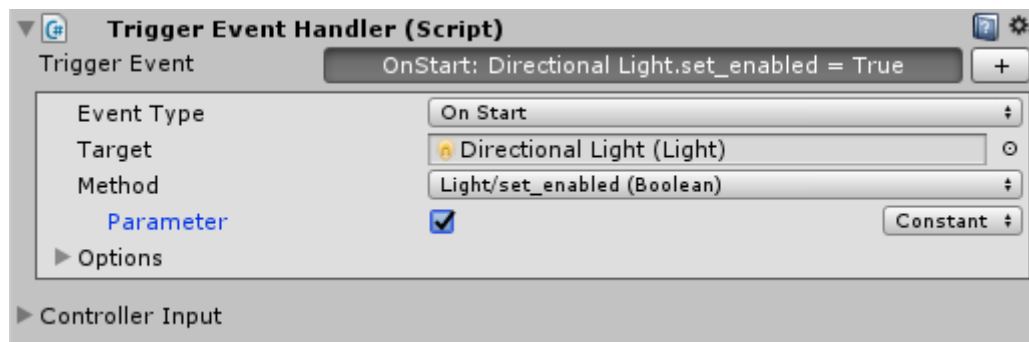 Trigger Event Handler (Script)
Trigger Event OnStart: Directional Light.set_enabled = True +
Event Type On Start
Target Directional Light (Light)
Method Light/set_enabled (Boolean)
Parameter Constant
Options
Controller Input